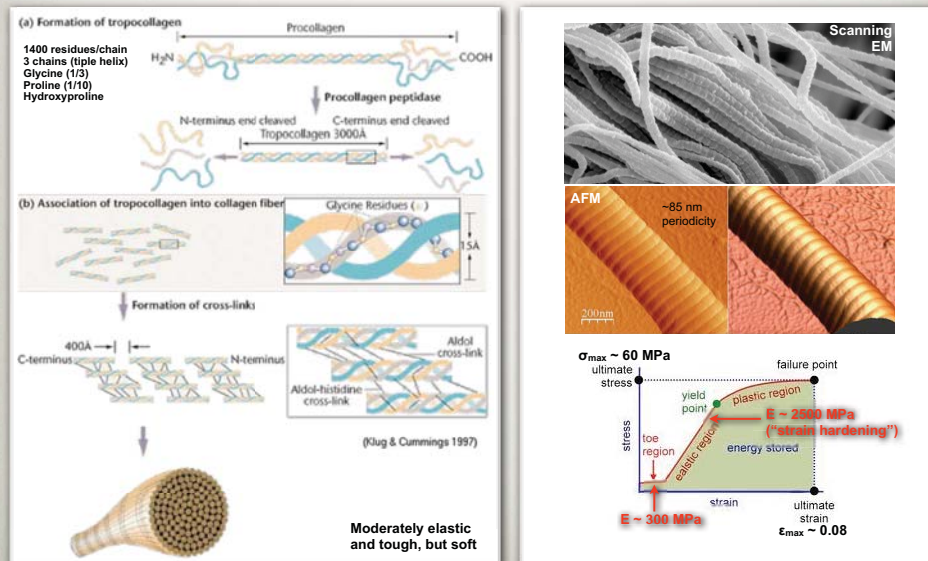 (a) Formation of tropocollagen
Procollagen
1400 residues/chain
3 chains (tiple helix)
Glycine (1/3)
Proline (1/10)
Hydroxyproline
H₂N
COOH
Procollagen peptidase
N-terminus end cleaved
C-terminus end cleaved
Tropocollagen 3000Å
(b) Association of tropocollagen into collagen fiber
Glycine Residues ( )
15Å
Formation of cross-links
400Å
C-terminus
N-terminus
Aldol
cross-link
Aldol-histidine
cross-link
(Klug & Cummings 1997)
Moderately elastic
and tough, but soft
Scanning
EM
AFM
~85 nm
periodicity
200nm
σmax ~ 60 MPa
ultimate
stress
failure point
yield
point
plastic region
E ~ 2500 MPa
("strain hardening")
toe
region
ealstic region
energy stored
stress
strain
E ~ 300 MPa
ultimate
strain
εmax ~ 0.08